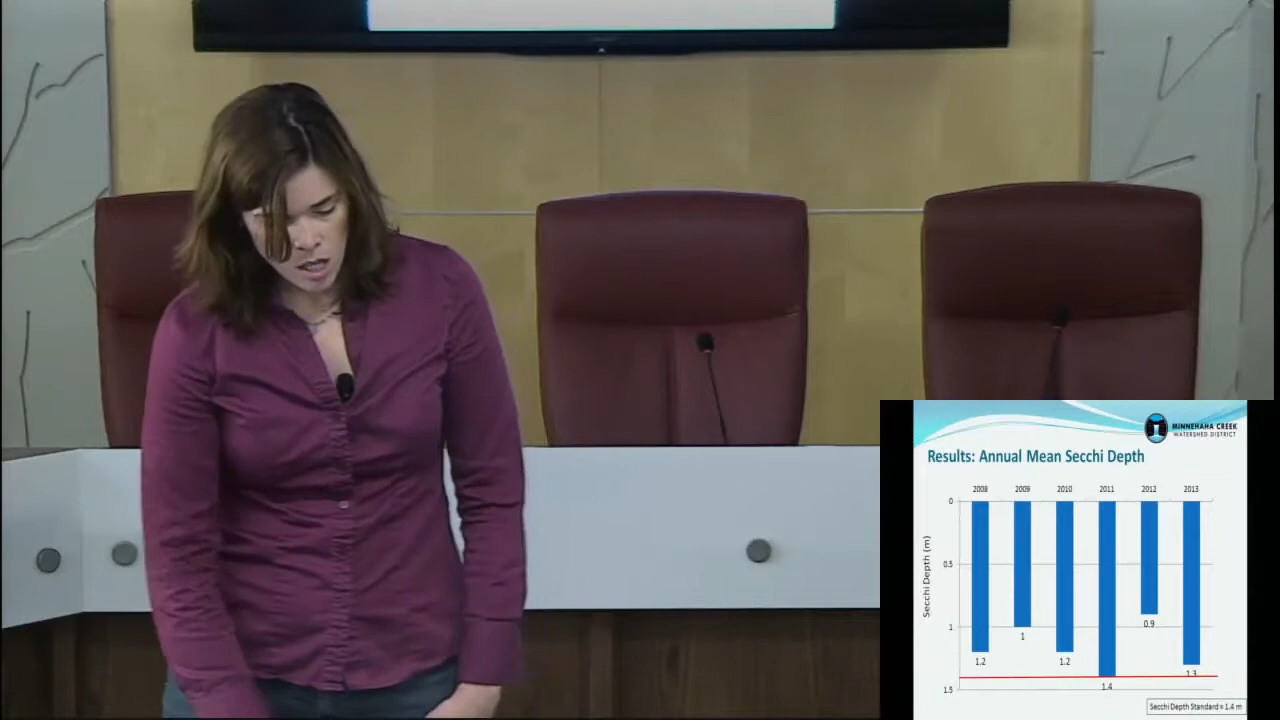 MINNEHAHA CREEK
WATERSHED DISTRICT
Results: Annual Mean Secchi Depth
2008 2009 2010 2011 2012 2013
0
0.5
1
1.5
Secchi Depth (m)
1.2 1 1.2 1.4 0.9 1.3
Secchi Depth Standard = 1.4 m